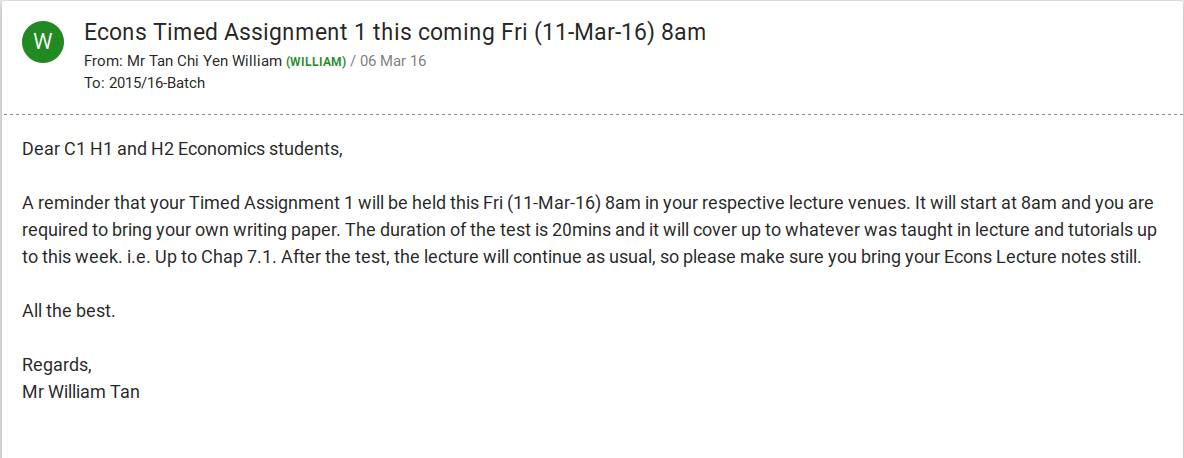 W
Econs Timed Assignment 1 this coming Fri (11-Mar-16) 8am
From: Mr Tan Chi Yen William (WILLIAM) / 06 Mar 16
To: 2015/16-Batch
Dear C1 H1 and H2 Economics students,
A reminder that your Timed Assignment 1 will be held this Fri (11-Mar-16) 8am in your respective lecture venues. It will start at 8am and you are
required to bring your own writing paper. The duration of the test is 20mins and it will cover up to whatever was taught in lecture and tutorials up
to this week. i.e. Up to Chap 7.1. After the test, the lecture will continue as usual, so please make sure you bring your Econs Lecture notes still.
All the best.
Regards,
Mr William Tan